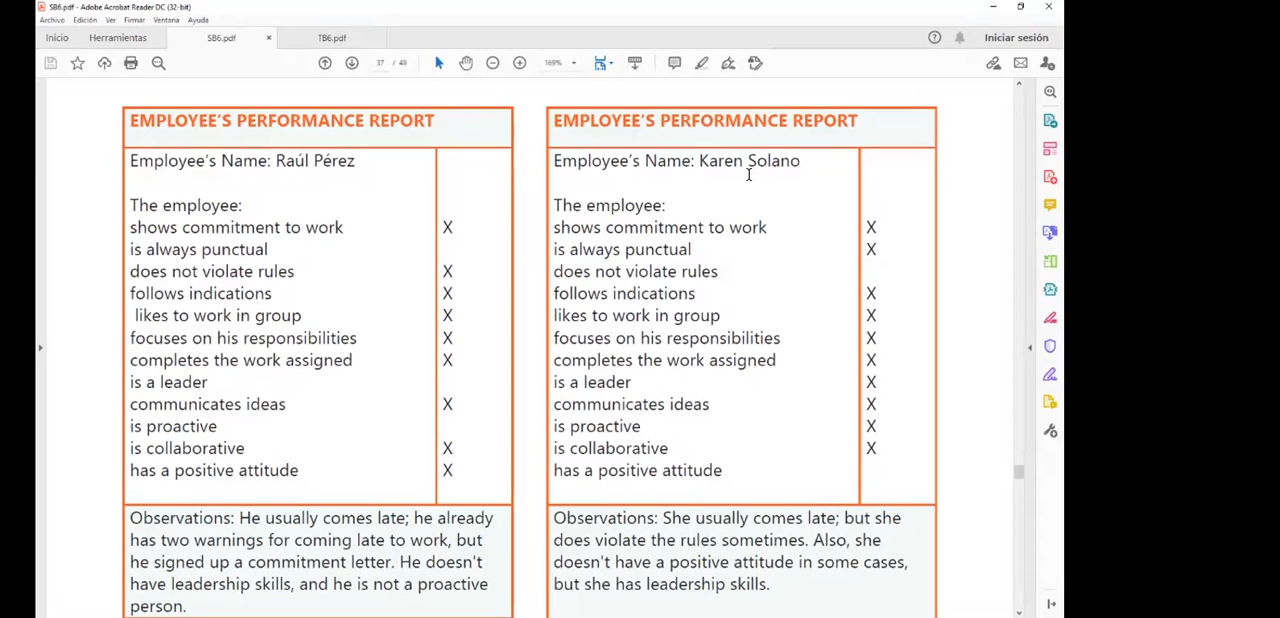 SB6.pdf - Adobe Acrobat Reader DC (32-bit)
Archivo Edición Ver Firmar Ventana Ayuda
Inicio Herramientas SB6.pdf × TB6.pdf Iniciar sesión
37 / 49 169%
EMPLOYEE'S PERFORMANCE REPORT
Employee's Name: Raúl Pérez
The employee:
shows commitment to work X
is always punctual
does not violate rules X
follows indications X
likes to work in group X
focuses on his responsibilities X
completes the work assigned X
is a leader
communicates ideas X
is proactive
is collaborative X
has a positive attitude X
Observations: He usually comes late; he already
has two warnings for coming late to work, but
he signed up a commitment letter. He doesn't
have leadership skills, and he is not a proactive
person.
EMPLOYEE'S PERFORMANCE REPORT
Employee's Name: Karen Solano
The employee:
shows commitment to work X
is always punctual X
does not violate rules
follows indications X
likes to work in group X
focuses on his responsibilities X
completes the work assigned X
is a leader X
communicates ideas X
is proactive X
is collaborative X
has a positive attitude
Observations: She usually comes late; but she
does violate the rules sometimes. Also, she
doesn't have a positive attitude in some cases,
but she has leadership skills.